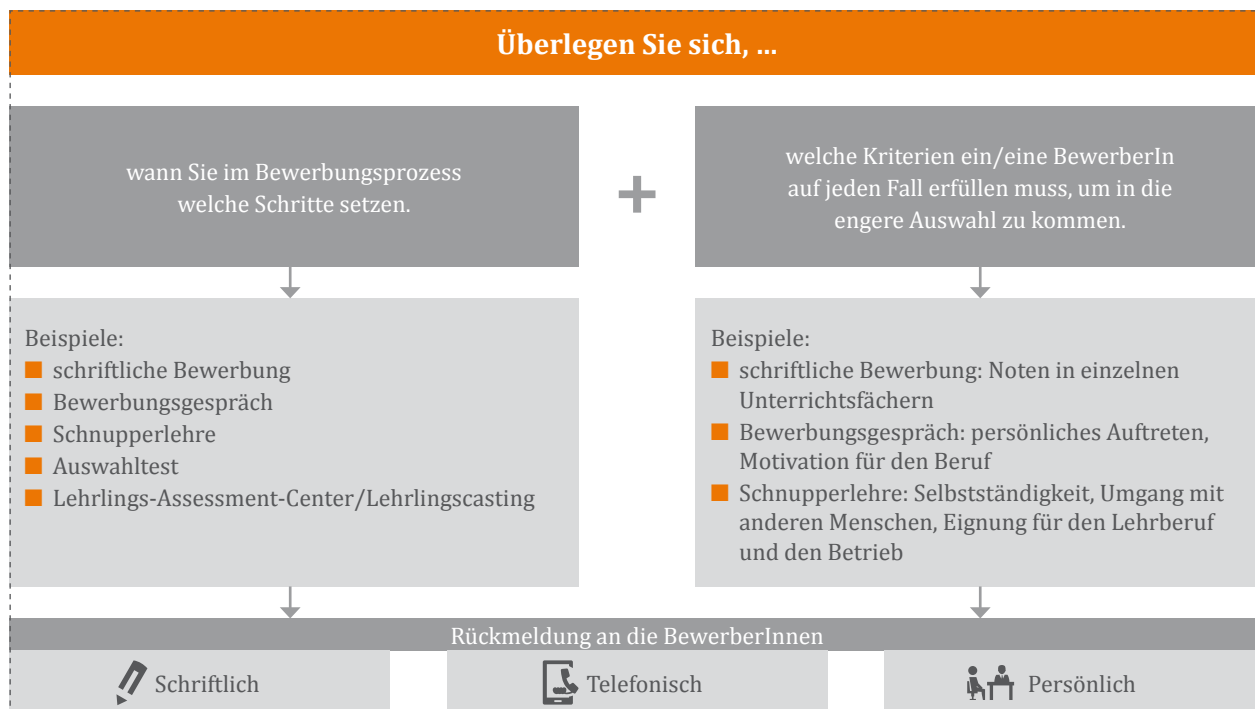 Überlegen Sie sich, ...
wann Sie im Bewerbungsprozess
welche Schritte setzen.
+
welche Kriterien ein/eine BewerberIn
auf jeden Fall erfüllen muss, um in die
engere Auswahl zu kommen.
Beispiele:
schriftliche Bewerbung
Bewerbungsgespräch
Schnupperlehre
Auswahltest
Lehrlings-Assessment-Center/Lehrlingscasting
Beispiele:
schriftliche Bewerbung: Noten in einzelnen
Unterrichtsfächern
Bewerbungsgespräch: persönliches Auftreten,
Motivation für den Beruf
Schnupperlehre: Selbstständigkeit, Umgang mit
anderen Menschen, Eignung für den Lehrberuf
und den Betrieb
Rückmeldung an die BewerberInnen
Schriftlich
Telefonisch
Persönlich